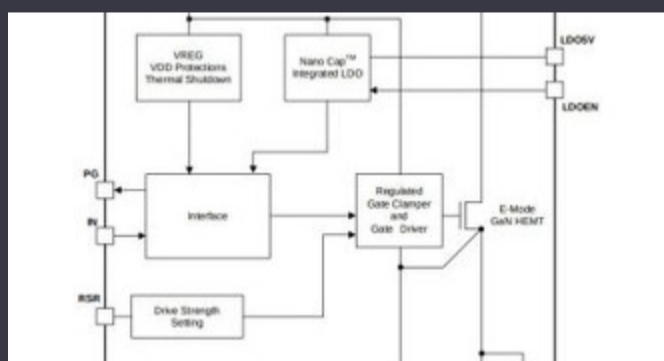 VREG
VDD Protections
Thermal Shutdown
Nano Cap™
Integrated LDO
LDO5V
LDOEN
PG
IN
Interface
Regulated
Gate Clamper
and
Gate Driver
E-Mode
GaN HEMT
RSR
Drive Strength
Setting